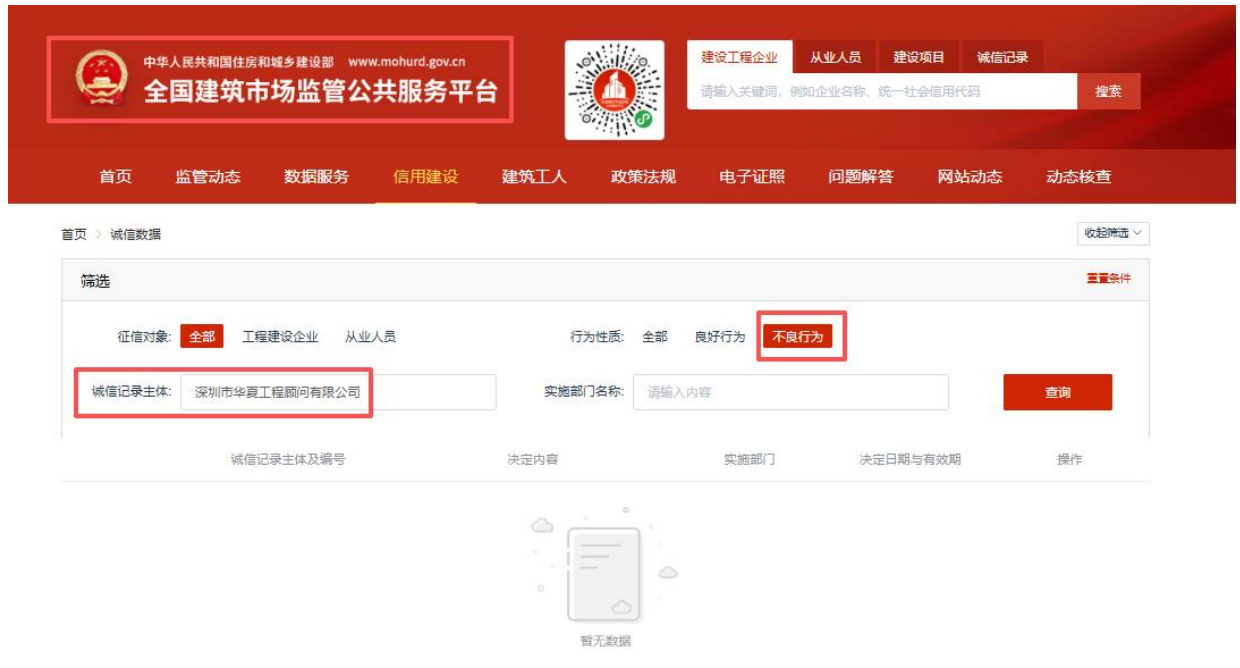 中华人民共和国住房和城乡建设部 www.mohurd.gov.cn
全国建筑市场监管公共服务平台
建设工程企业 从业人员 建设项目 诚信记录
请输入关键词，例如企业名称、统一社会信用代码 搜索
首页 监管动态 数据服务 信用建设 建筑工人 政策法规 电子证照 问题解答 网站动态 动态核查
首页 > 诚信数据 收起筛选
筛选 重置条件
征信对象: 全部 工程建设企业 从业人员 行为性质: 全部 良好行为 不良行为
诚信记录主体: 深圳市华夏工程顾问有限公司 实施部门名称: 请输入内容 查询
诚信记录主体及编号 决定内容 实施部门 决定日期与有效期 操作
暂无数据